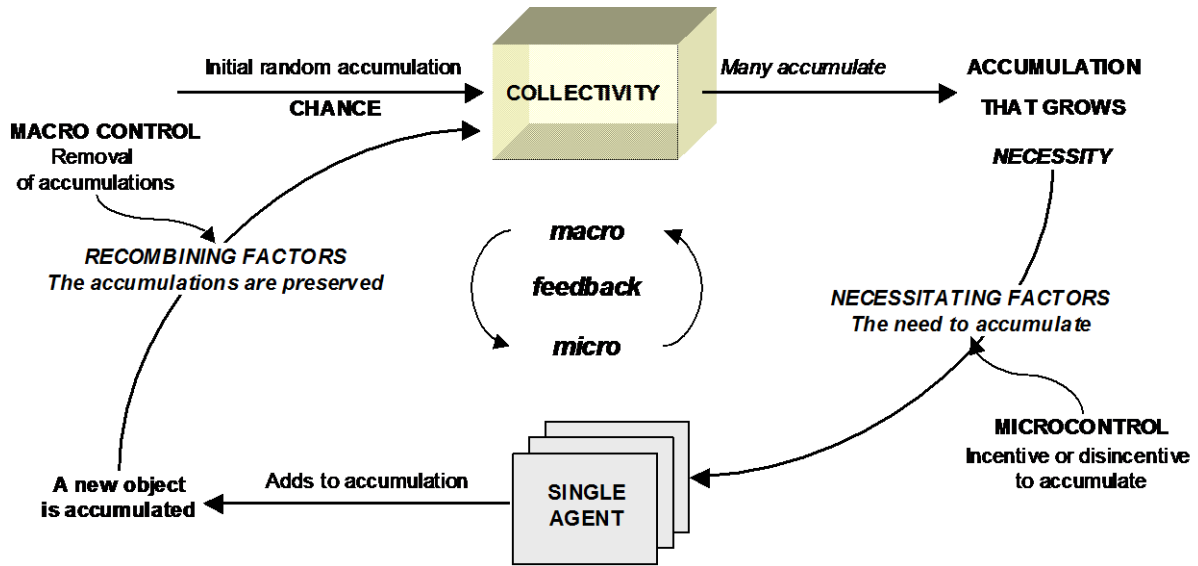 Initial random accumulation
CHANCE
COLLECTIVITY
Many accumulate
ACCUMULATION
THAT GROWS
NECESSITY
MACRO CONTROL
Removal
of accumulations
RECOMBINING FACTORS
The accumulations are preserved
macro
feedback
micro
NECESSITATING FACTORS
The need to accumulate
MICROCONTROL
Incentive or disincentive
to accumulate
SINGLE
AGENT
Adds to accumulation
A new object
is accumulated